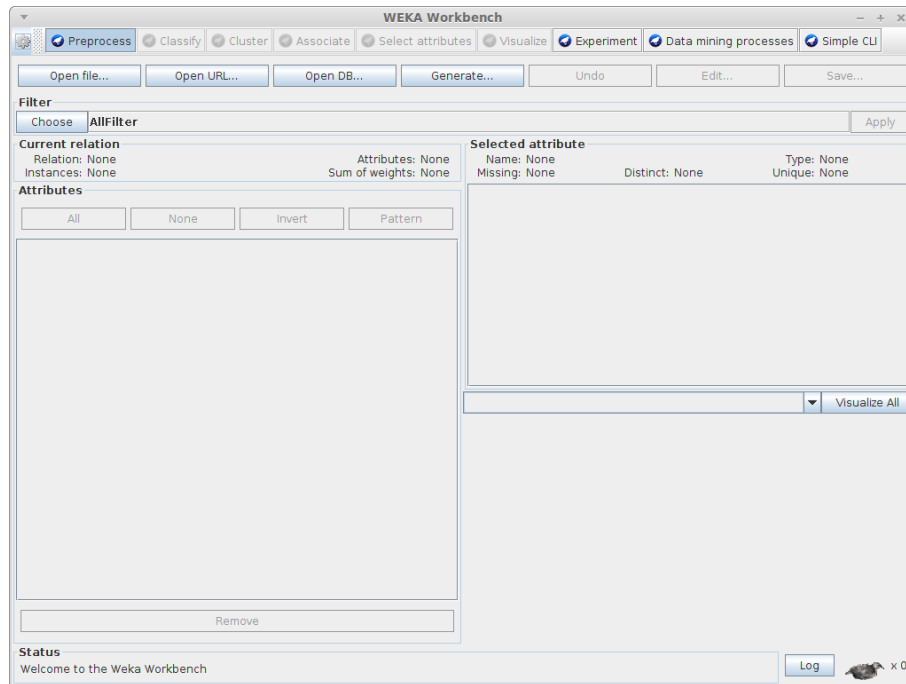 WEKA Workbench
Preprocess Classify Cluster Associate Select attributes Visualize Experiment Data mining processes Simple CLI
Open file... Open URL... Open DB... Generate... Undo Edit... Save...
Filter
Choose AllFilter Apply
Current relation
Relation: None Attributes: None
Instances: None Sum of weights: None
Selected attribute
Name: None Type: None
Missing: None Distinct: None Unique: None
Attributes
All None Invert Pattern
Visualize All
Remove
Status
Welcome to the Weka Workbench
Log x 0